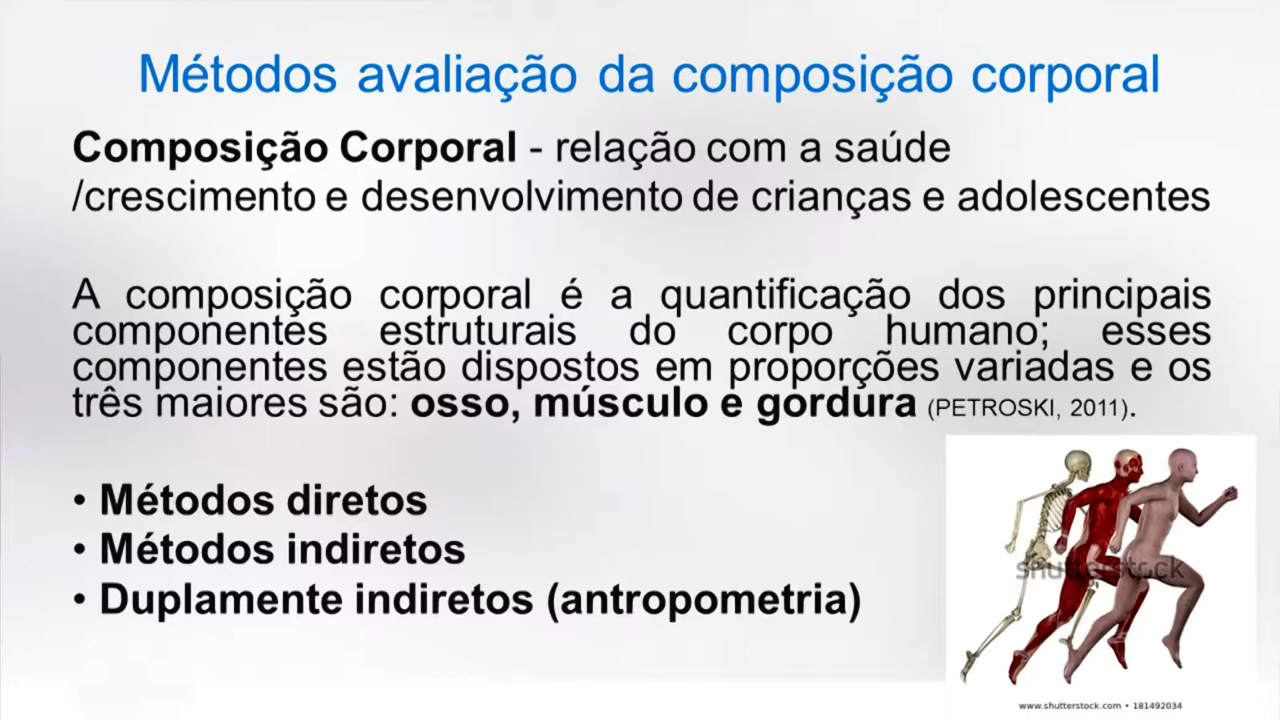 Métodos avaliação da composição corporal
Composição Corporal - relação com a saúde
/crescimento e desenvolvimento de crianças e adolescentes
A composição corporal é a quantificação dos principais
componentes estruturais do corpo humano; esses
componentes estão dispostos em proporções variadas e os
três maiores são: osso, músculo e gordura (PETROSKI, 2011).
• Métodos diretos
• Métodos indiretos
• Duplamente indiretos (antropometria)
shutterstock
www.shutterstock.com • 181492034